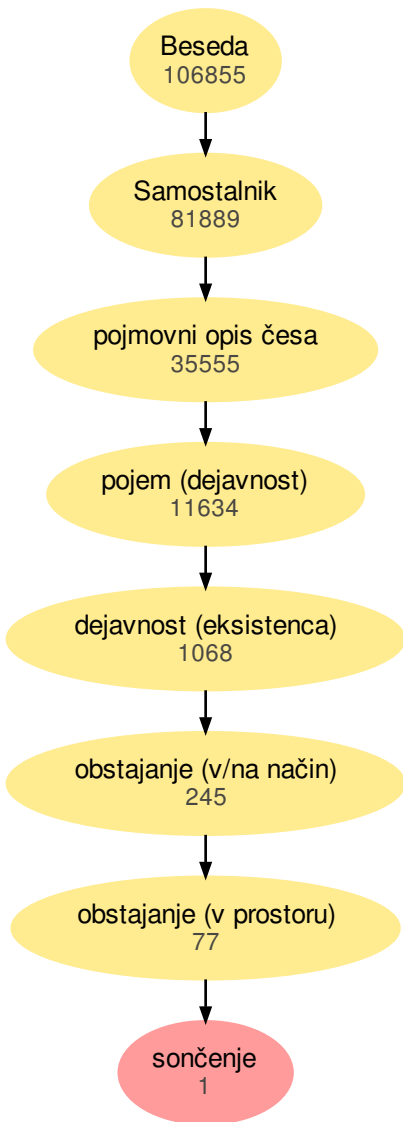 Beseda
106855
Samostalnik
81889
pojmovni opis česa
35555
pojem (dejavnost)
11634
dejavnost (eksistenca)
1068
obstajanje (v/na način)
245
obstajanje (v prostoru)
77
sončenje
1